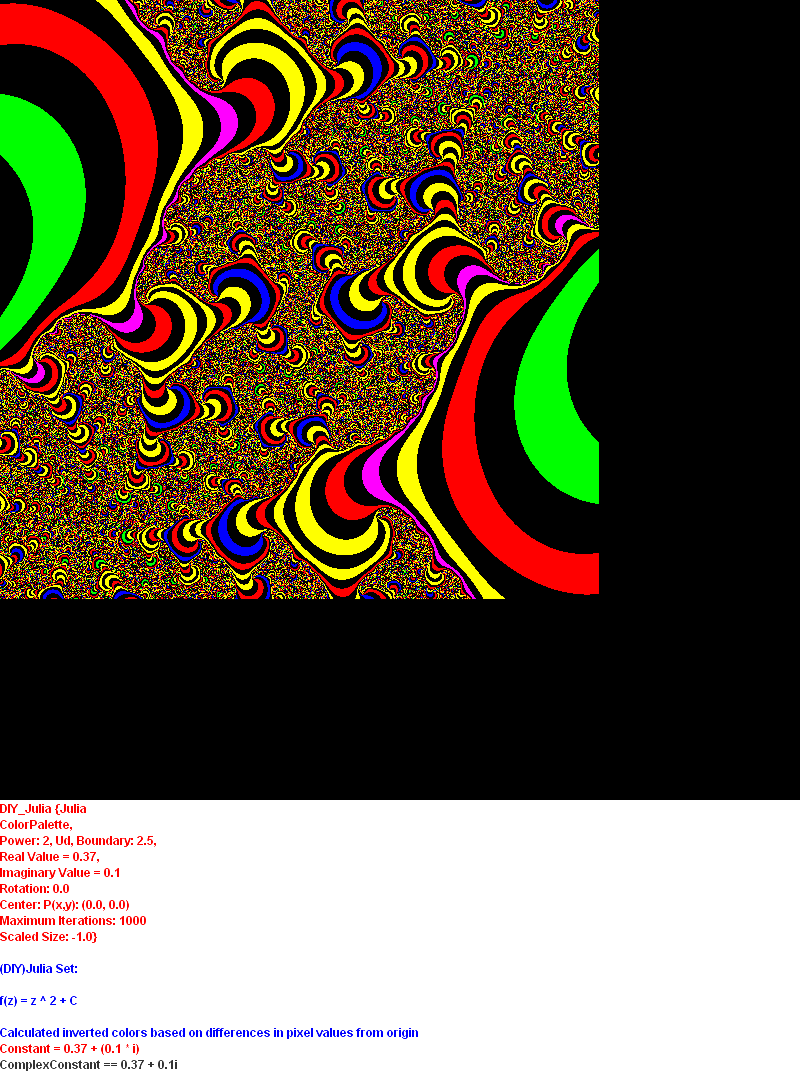 DIY_Julia {Julia
ColorPalette,
Power: 2, Ud, Boundary: 2.5,
Real Value = 0.37,
Imaginary Value = 0.1
Rotation: 0.0
Center: P(x,y): (0.0, 0.0)
Maximum Iterations: 1000
Scaled Size: -1.0}
(DIY)Julia Set:
f(z) = z ^ 2 + C
Calculated inverted colors based on differences in pixel values from origin
Constant = 0.37 + (0.1 * i)
ComplexConstant == 0.37 + 0.1i